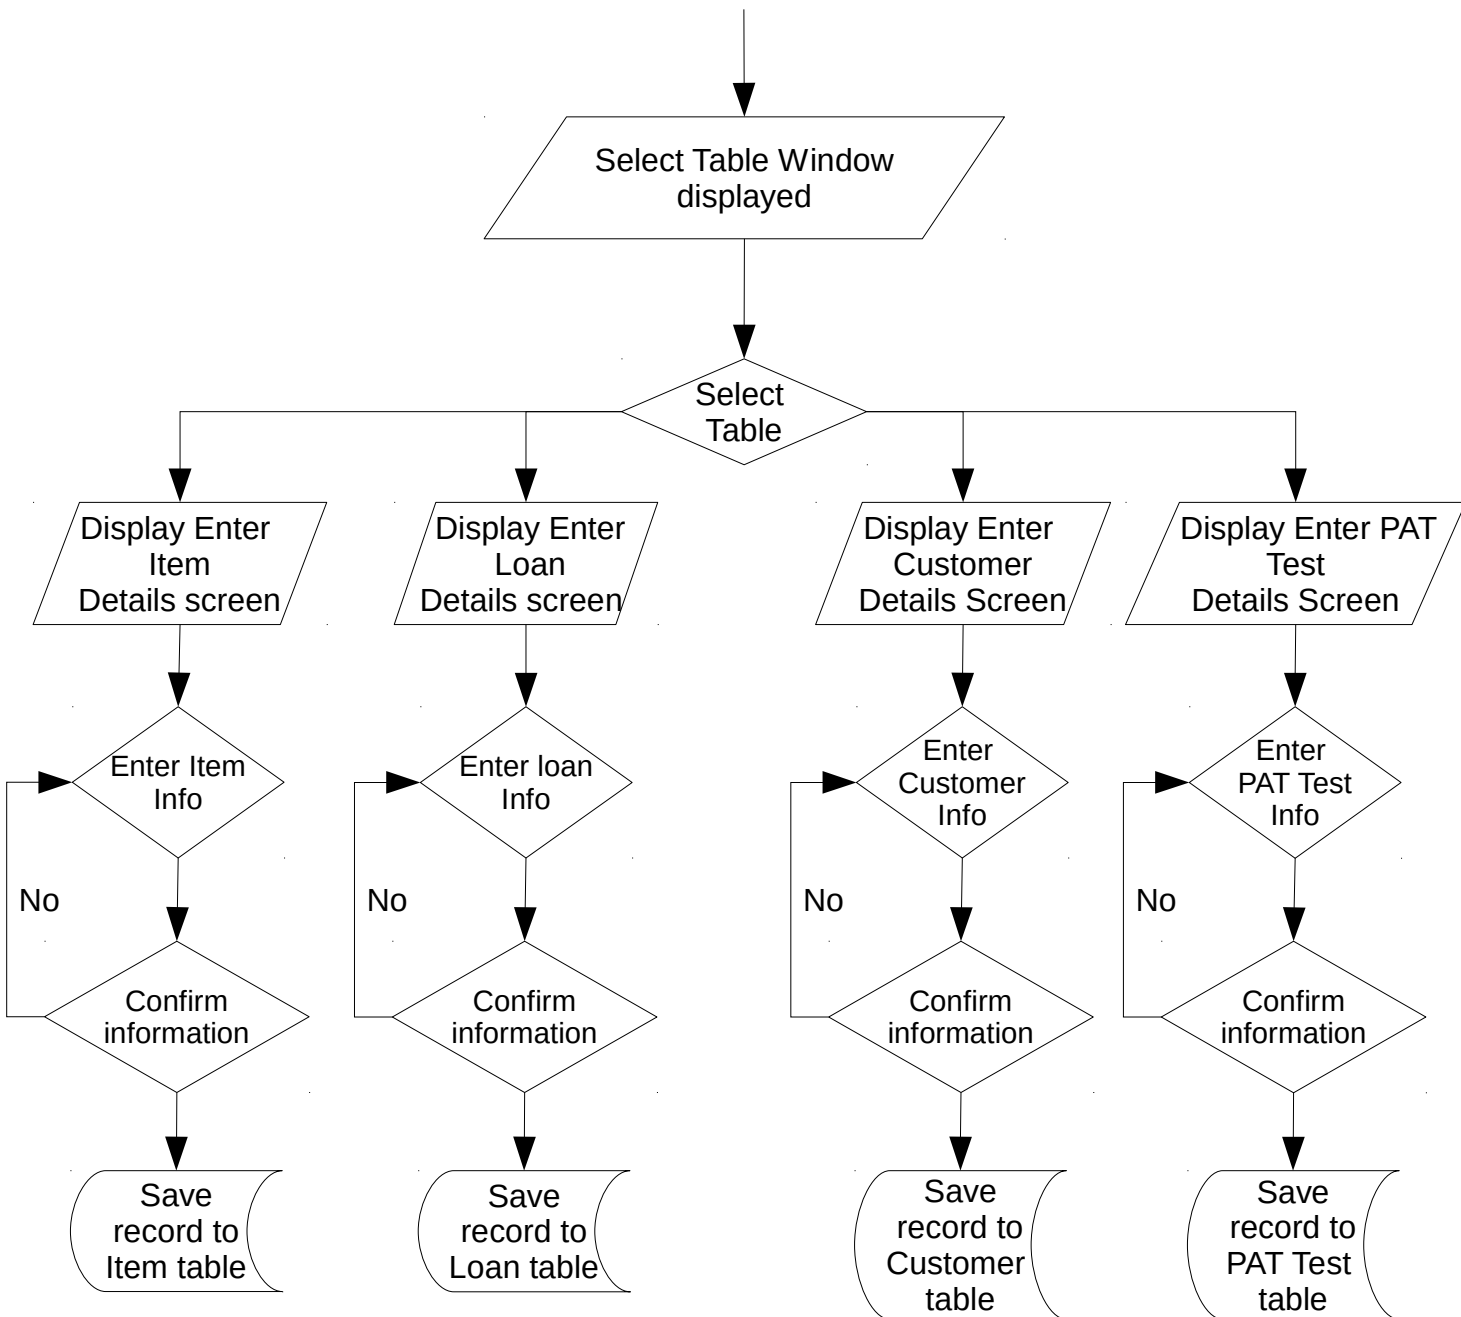 Select Table Window
displayed
Select
Table
Display Enter
Item
Details screen
Display Enter
Loan
Details screen
Display Enter
Customer
Details Screen
Display Enter PAT
Test
Details Screen
Enter Item
Info
Enter loan
Info
Enter
Customer
Info
Enter
PAT Test
Info
No
No
No
No
Confirm
information
Confirm
information
Confirm
information
Confirm
information
Save
record to
Item table
Save
record to
Loan table
Save
record to
Customer
table
Save
record to
PAT Test
table